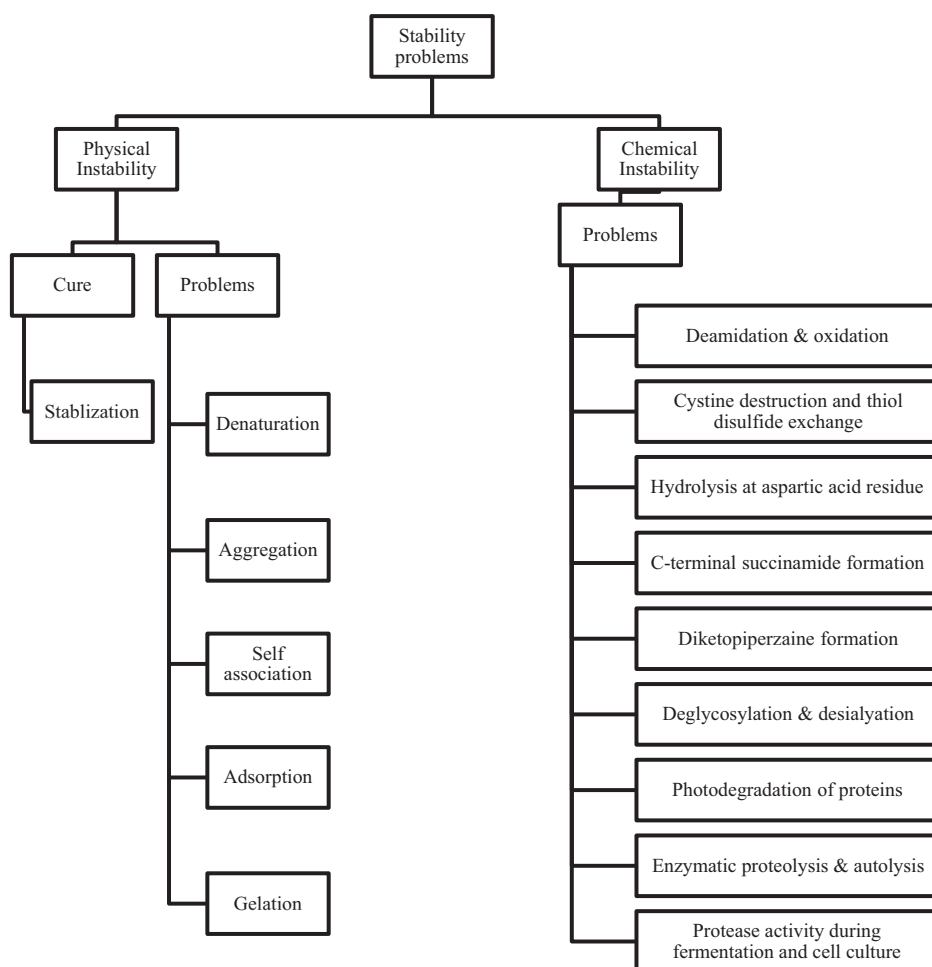 Stability
problems
Physical
Instability
Chemical
Instability
Cure
Problems
Problems
Stablization
Denaturation
Aggregation
Self
association
Adsorption
Gelation
Deamidation & oxidation
Cystine destruction and thiol
disulfide exchange
Hydrolysis at aspartic acid residue
C-terminal succinamide formation
Diketopiperzaine formation
Deglycosylation & desialyation
Photodegradation of proteins
Enzymatic proteolysis & autolysis
Protease activity during
fermentation and cell culture